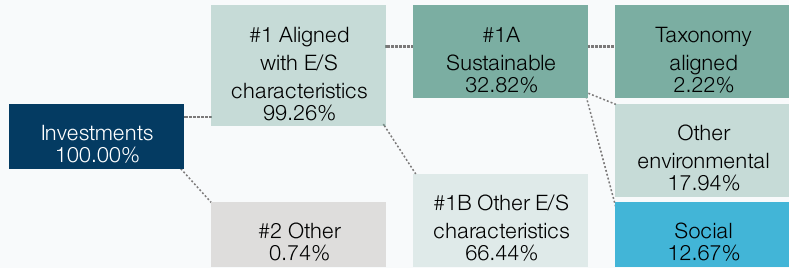 Investments
100.00%
#1 Aligned
with E/S
characteristics
99.26%
#2 Other
0.74%
#1A
Sustainable
32.82%
#1B Other E/S
characteristics
66.44%
Taxonomy
aligned
2.22%
Other
environmental
17.94%
Social
12.67%